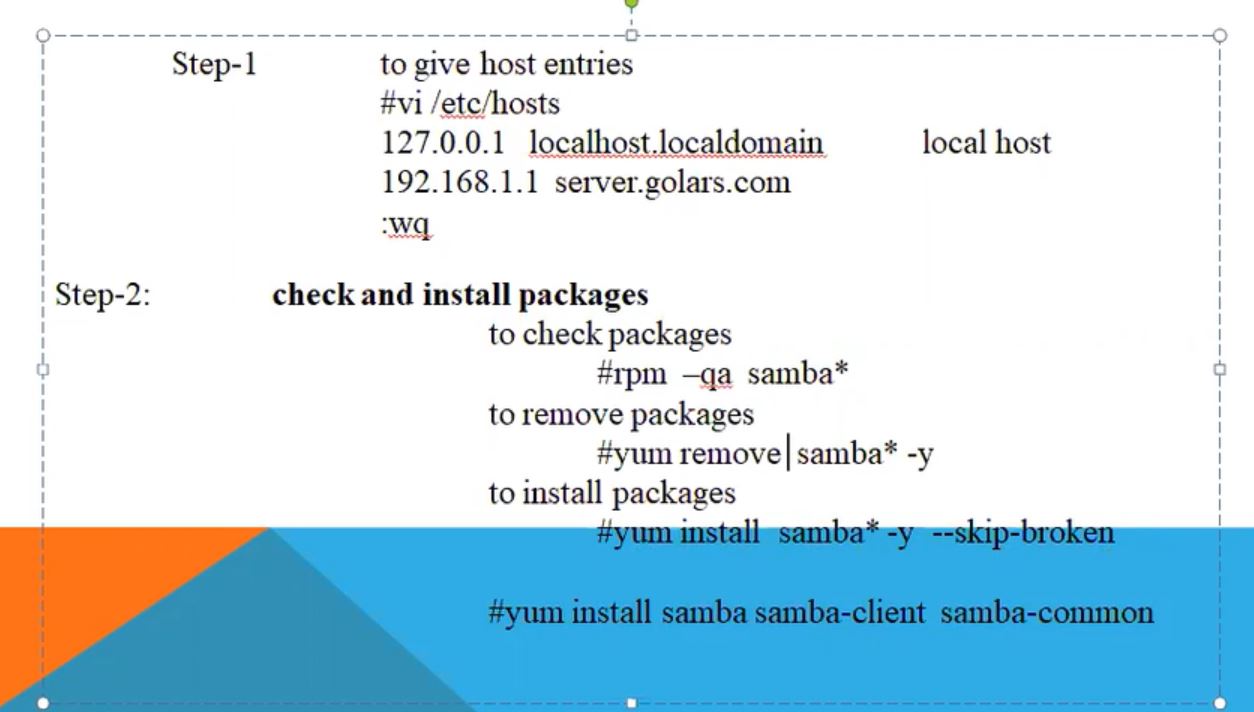 Step-1 to give host entries
#vi /etc/hosts
127.0.0.1 localhost.localdomain local host
192.168.1.1 server.golars.com
:wq
Step-2: check and install packages
to check packages
#rpm –qa samba*
to remove packages
#yum remove samba* -y
to install packages
#yum install samba* -y --skip-broken
#yum install samba samba-client samba-common